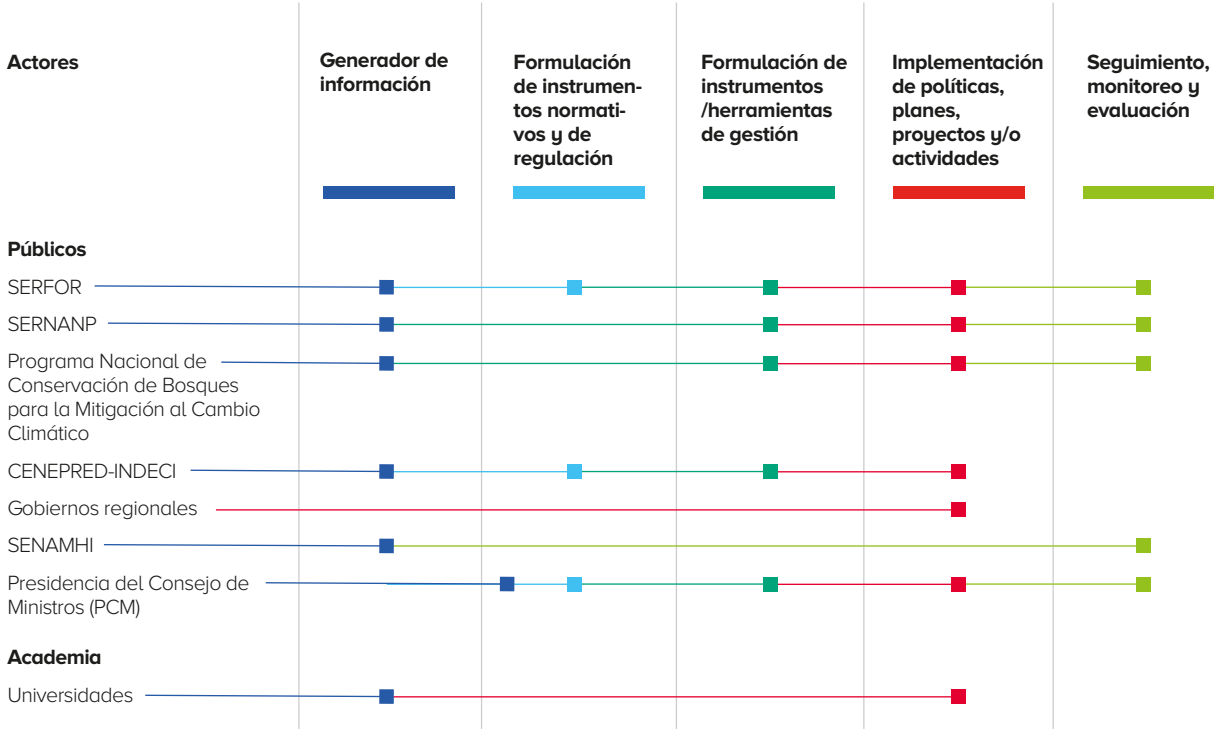 Actores
Generador de
información
Formulación
de instrumen-
tos normati-
vos y de
regulación
Formulación de
instrumentos
/herramientas
de gestión
Implementación
de políticas,
planes,
proyectos y/o
actividades
Seguimiento,
monitoreo y
evaluación
Públicos
SERFOR
SERNANP
Programa Nacional de
Conservación de Bosques
para la Mitigación al Cambio
Climático
CENEPRED-INDECI
Gobiernos regionales
SENAMHI
Presidencia del Consejo de
Ministros (PCM)
Academia
Universidades